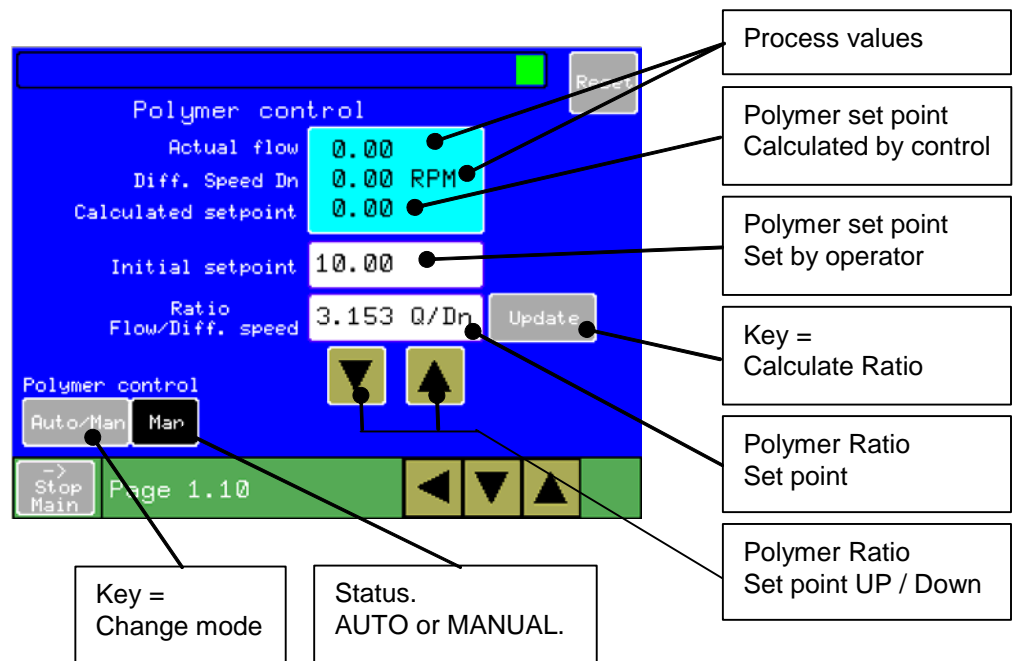 Process values
Reset
Polymer control
Actual flow 0.00
Diff. Speed Dn 0.00 RPM
Calculated setpoint 0.00
Polymer set point
Calculated by control
Initial setpoint 10.00
Polymer set point
Set by operator
Ratio
Flow/Diff. speed 3.153 Q/Dn Update
Key =
Calculate Ratio
Polymer control
Auto/Man Man
Polymer Ratio
Set point
->
Stop
Main
Page 1.10
Polymer Ratio
Set point UP / Down
Key =
Change mode
Status.
AUTO or MANUAL.